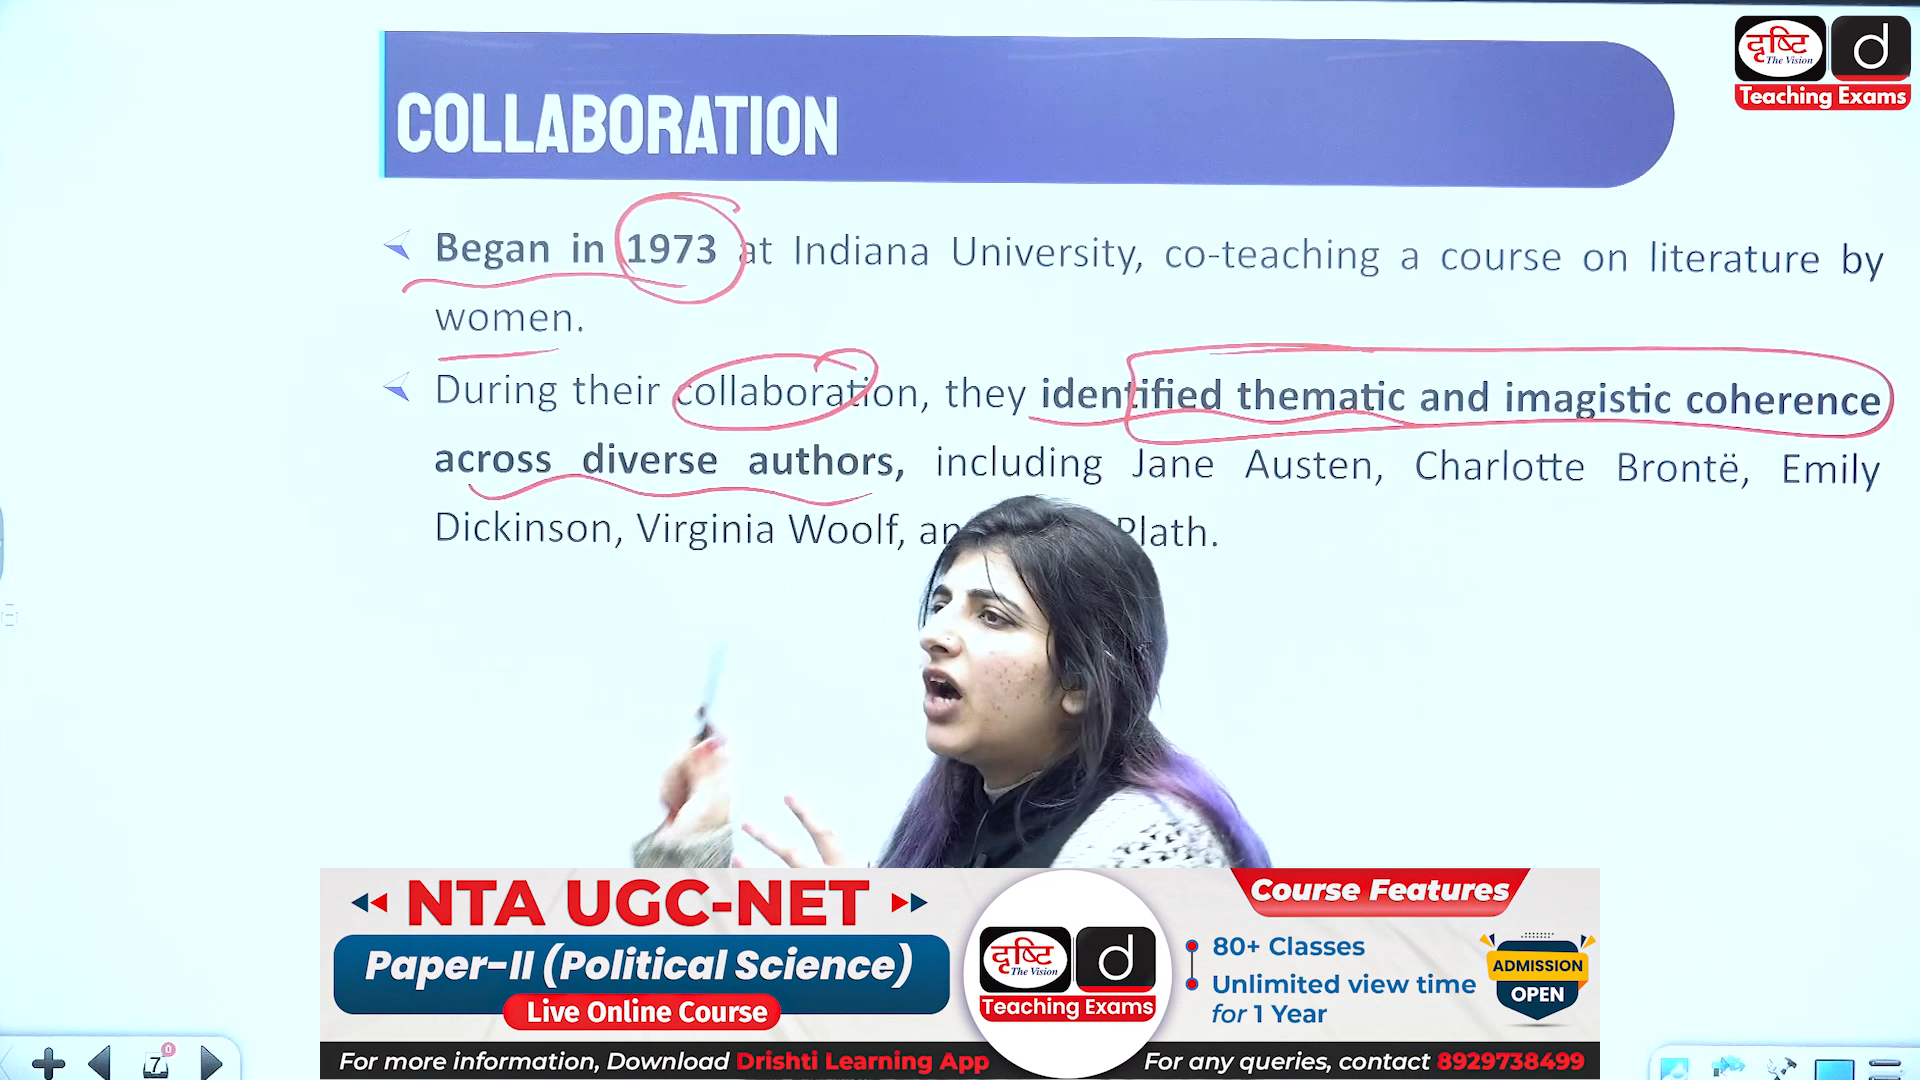 दृष्टि
The Vision
d
Teaching Exams
COLLABORATION
Began in 1973 at Indiana University, co-teaching a course on literature by
women.
During their collaboration, they identified thematic and imagistic coherence
across diverse authors, including Jane Austen, Charlotte Brontë, Emily
Dickinson, Virginia Woolf, Plath.
NTA UGC-NET
Paper-II (Political Science)
Live Online Course
दृष्टि
The Vision
d
Teaching Exams
Course Features
80+ Classes
Unlimited view time
for 1 Year
ADMISSION
OPEN
For more information, Download Drishti Learning App
For any queries, contact 8929738499
7
0